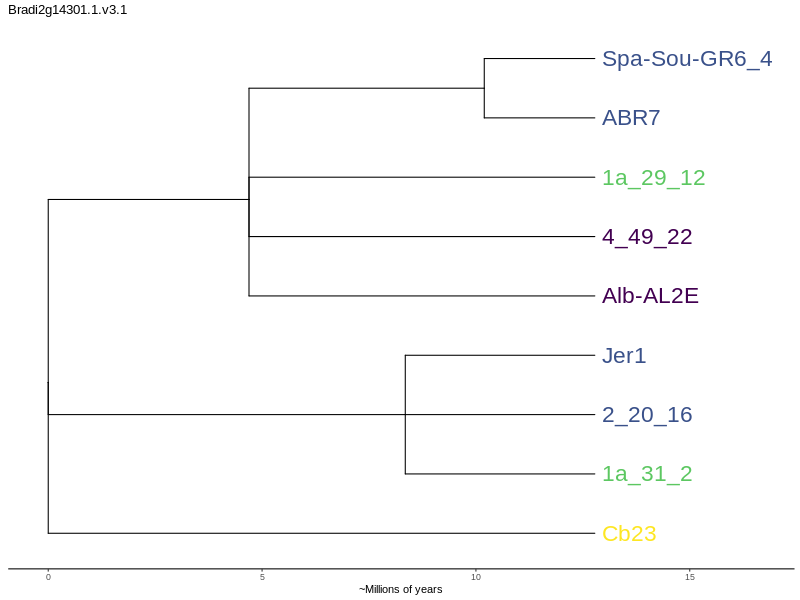 Bradi2g14301.1.v3.1
Spa-Sou-GR6_4
ABR7
1a_29_12
4_49_22
Alb-AL2E
Jer1
2_20_16
1a_31_2
Cb23
0 5 10 15
~Millions of years